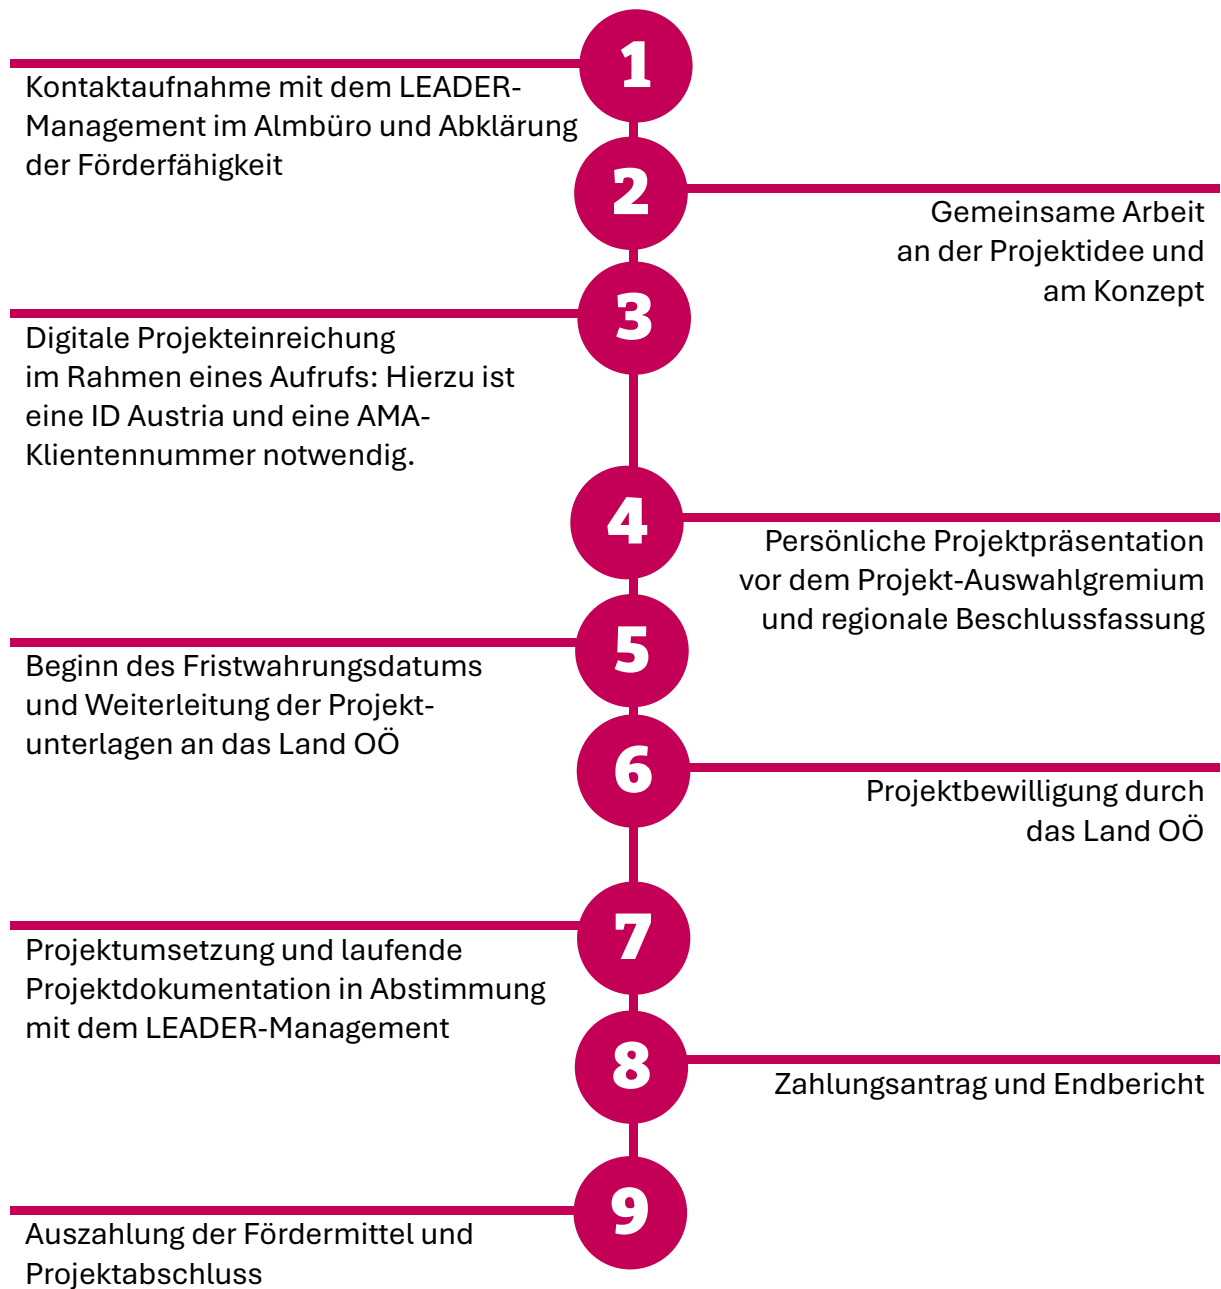 1
Kontaktaufnahme mit dem LEADER-
Management im Almbüro und Abklärung
der Förderfähigkeit
2
Gemeinsame Arbeit
an der Projektidee und
am Konzept
3
Digitale Projekteinreichung
im Rahmen eines Aufrufs: Hierzu ist
eine ID Austria und eine AMA-
Klientennummer notwendig.
4
Persönliche Projektpräsentation
vor dem Projekt-Auswahlgremium
und regionale Beschlussfassung
5
Beginn des Fristwahrungsdatums
und Weiterleitung der Projekt-
unterlagen an das Land OÖ
6
Projektbewilligung durch
das Land OÖ
7
Projektumsetzung und laufende
Projektdokumentation in Abstimmung
mit dem LEADER-Management
8
Zahlungsantrag und Endbericht
9
Auszahlung der Fördermittel und
Projektabschluss